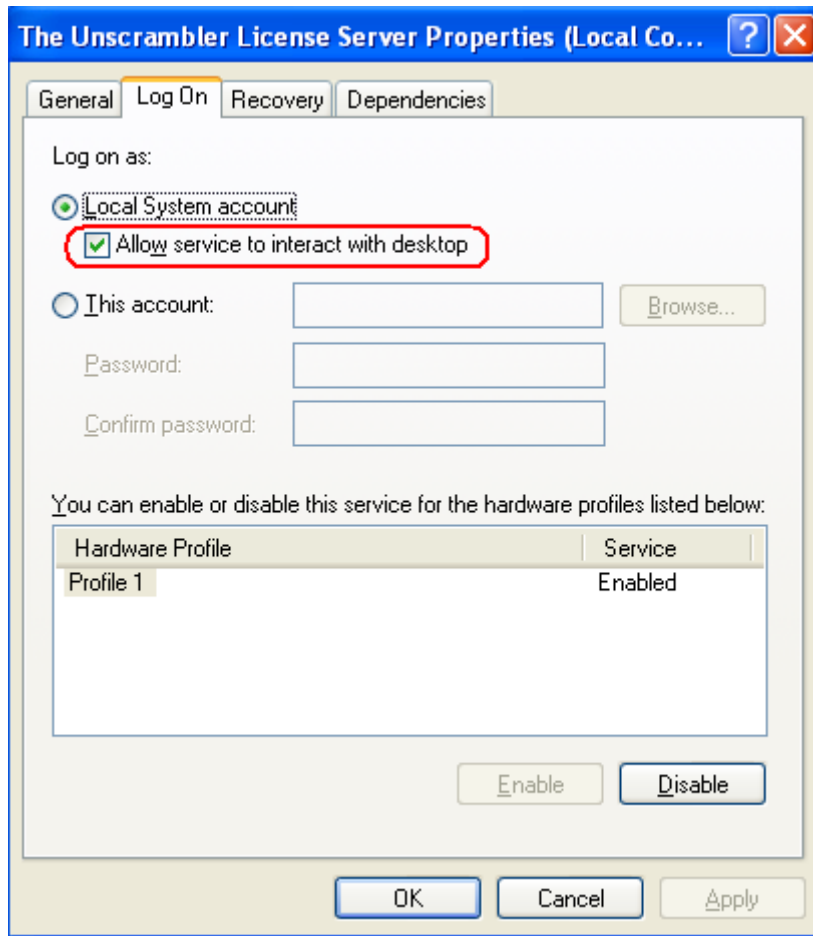 The Unscrambler License Server Properties (Local Co...
General Log On Recovery Dependencies
Log on as:
Local System account
Allow service to interact with desktop
This account: Browse...
Password:
Confirm password:
You can enable or disable this service for the hardware profiles listed below:
Hardware Profile Service
Profile 1 Enabled
Enable Disable
OK Cancel Apply